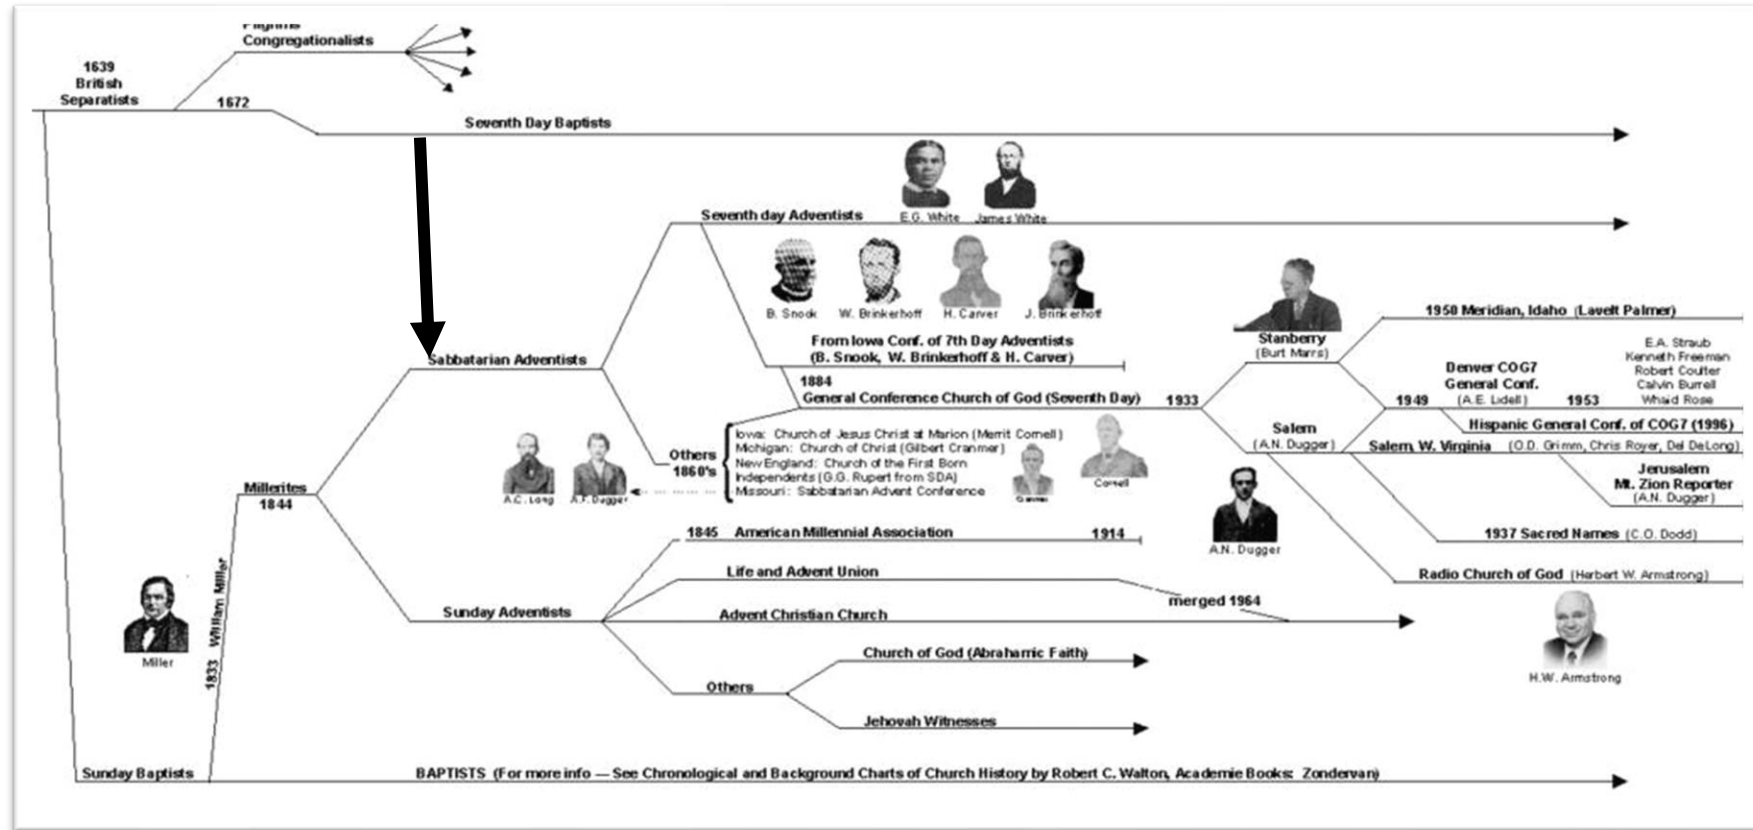 Pilgrims
Congregationalists
1639
British
Separatists
1672
Seventh Day Baptists
Seventh day Adventists
E.G. White
James White
B. Snook
W. Brinkerhoff
H. Carver
J. Brinkerhoff
From Iowa Conf. of 7th Day Adventists
(B. Snook, W. Brinkerhoff & H. Carver)
Sabbatarian Adventists
1884
General Conference Church of God (Seventh Day)
1933
Stanberry
(Burt Marrs)
1950 Meridian, Idaho (Lavelt Palmer)
E.A. Straub
Kenneth Freeman
Robert Coulter
Calvin Burrell
Whaid Rose
Denver COG7
General Conf.
(A.E. Lidell)
1949
1953
Hispanic General Conf. of COG7 (1996)
Salem
(A.N. Dugger)
Salem, W. Virginia (O.D. Grimm, Chris Royer, Del DeLong)
Jerusalem
Mt. Zion Reporter
(A.N. Dugger)
1937 Sacred Names (C.O. Dodd)
Radio Church of God (Herbert W. Armstrong)
H.W. Armstrong
A.N. Dugger
Others
1860's
Iowa: Church of Jesus Christ at Marion (Merrit Cornell)
Michigan: Church of Christ (Gilbert Cranmer)
New England: Church of the First Born
Independents (G.G. Rupert from SDA)
Missouri: Sabbatarian Advent Conference
Cranmer
Cornell
A.C. Long
A.F. Dugger
Millerites
1844
1833 William Miller
Miller
1845 American Millennial Association 1914
Life and Advent Union
merged 1964
Sunday Adventists
Advent Christian Church
Church of God (Abrahamic Faith)
Others
Jehovah Witnesses
Sunday Baptists
BAPTISTS (For more info — See Chronological and Background Charts of Church History by Robert C. Walton, Academie Books: Zondervan)